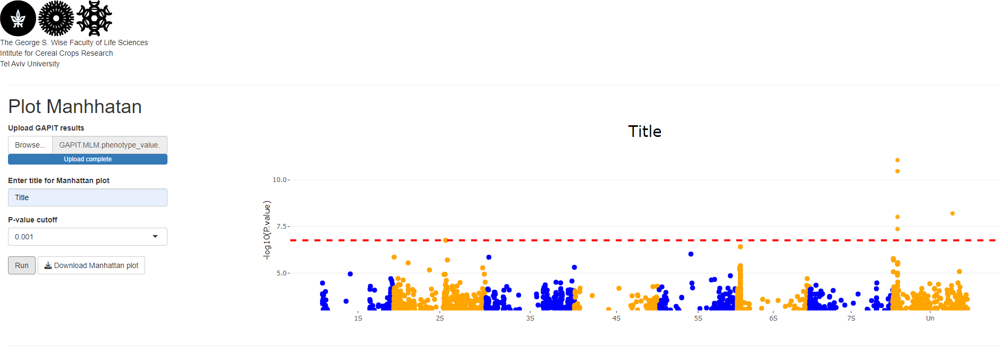 The George S. Wise Faculty of Life Sciences
Intitute for Cereal Crops Research
Tel Aviv University
Plot Manhhatan
Upload GAPIT results
Browse... GAPIT.MLM.phenotype_value.
Upload complete
Enter title for Manhattan plot
Title
P-value cutoff
0.001
Run Download Manhattan plot
Title
-log10(P.value)
10.0
7.5
5.0
1S 2S 3S 4S 5S 6S 7S Un